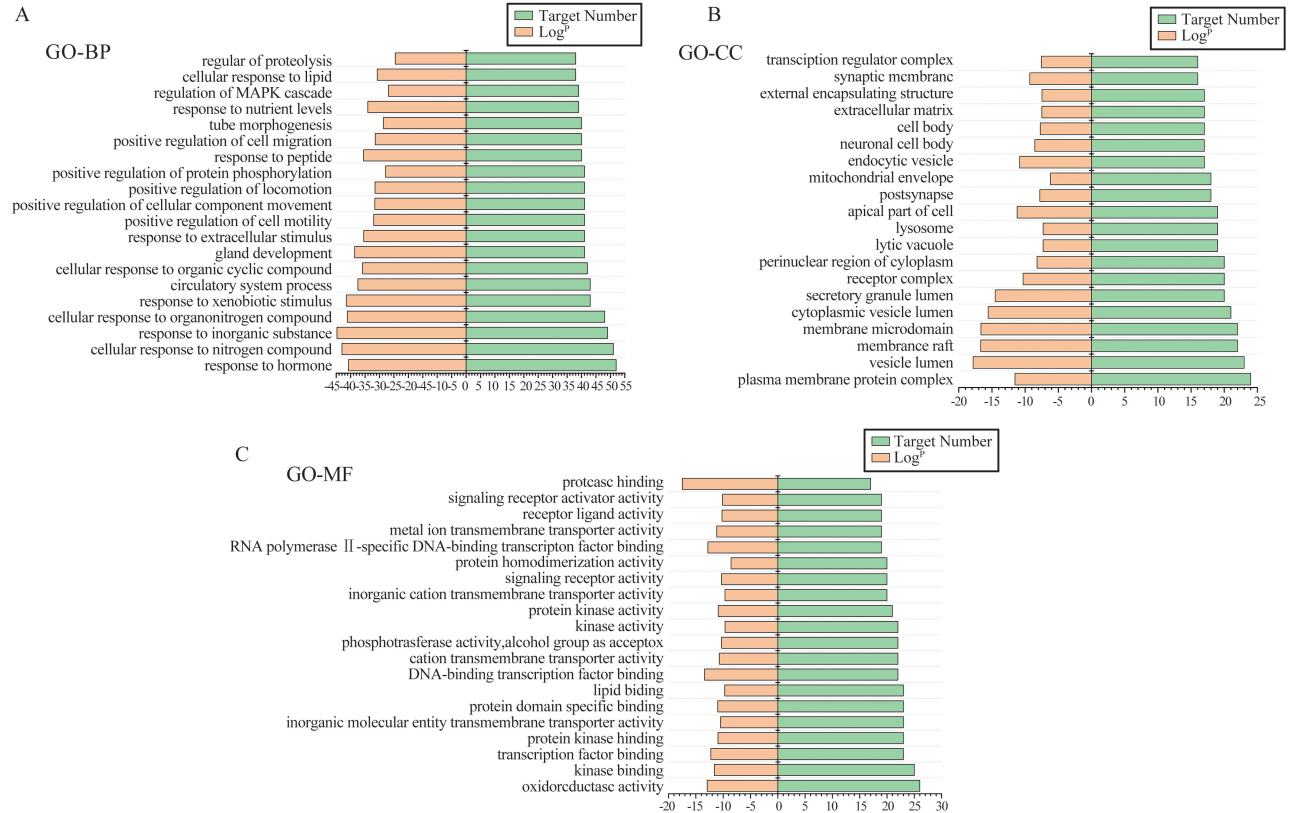 A
GO-BP
Target Number
Log^P
regular of proteolysis
cellular response to lipid
regulation of MAPK cascade
response to nutrient levels
tube morphogenesis
positive regulation of cell migration
response to peptide
positive regulation of protein phosphorylation
positive regulation of locomotion
positive regulation of cellular component movement
positive regulation of cell motility
response to extracellular stimulus
gland development
cellular response to organic cyclic compound
circulatory system process
response to xenobiotic stimulus
cellular response to organonitrogen compound
response to inorganic substance
cellular response to nitrogen compound
response to hormone
-45 -40 -35 -30 -25 -20 -15 -10 -5 0 5 10 15 20 25 30 35 40 45 50 55
B
GO-CC
Target Number
Log^P
transciption regulator complex
synaptic mcmbranc
external encapsulating structure
extracellular matrix
cell body
neuronal cell body
endocytic vesicle
mitochondrial envelope
postsynapse
apical part of cell
lysosome
lytic vacuole
perinuclear region of cyloplasm
receptor complex
secretory granule lumen
cytoplasmic vesicle lumen
membrane microdomain
membrance raft
vesicle lumen
plasma membrane protein complex
-20 -15 -10 -5 0 5 10 15 20 25
C
GO-MF
Target Number
Log^P
protcasc hinding
signaling receptor activator activity
receptor ligand activity
metal ion transmembrane transporter activity
RNA polymerase Ⅱ-specific DNA-binding transcripton factor binding
protein homodimerization activity
signaling receptor activity
inorganic cation transmembrane transporter activity
protein kinase activity
kinase activity
phosphotrasferase activity,alcohol group as acceptox
cation transmembrane transporter activity
DNA-binding transcription factor binding
lipid biding
protein domain specific binding
inorganic molecular entity transmembrane transporter activity
protein kinase hinding
transcription factor binding
kinase binding
oxidorcductasc activity
-20 -15 -10 -5 0 5 10 15 20 25 30